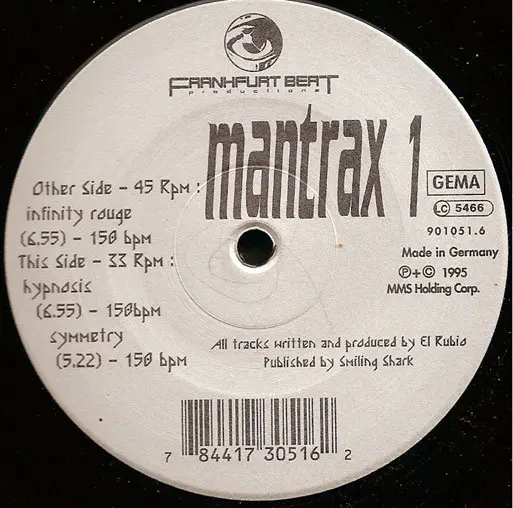 FRANKFURT BEAT
productions
mantrax 1
Other Side - 45 Rpm :
infinity rouge
(6.55) - 150 bpm
This Side - 33 Rpm :
hypnosis
(6.55) - 150bpm
symmetry
(5.22) - 150 bpm
GEMA
LC 5466
901051.6
Made in Germany
℗+© 1995
MMS Holding Corp.
All tracks written and produced by El Rubio
Published by Smiling Shark
7 84417 30516 2